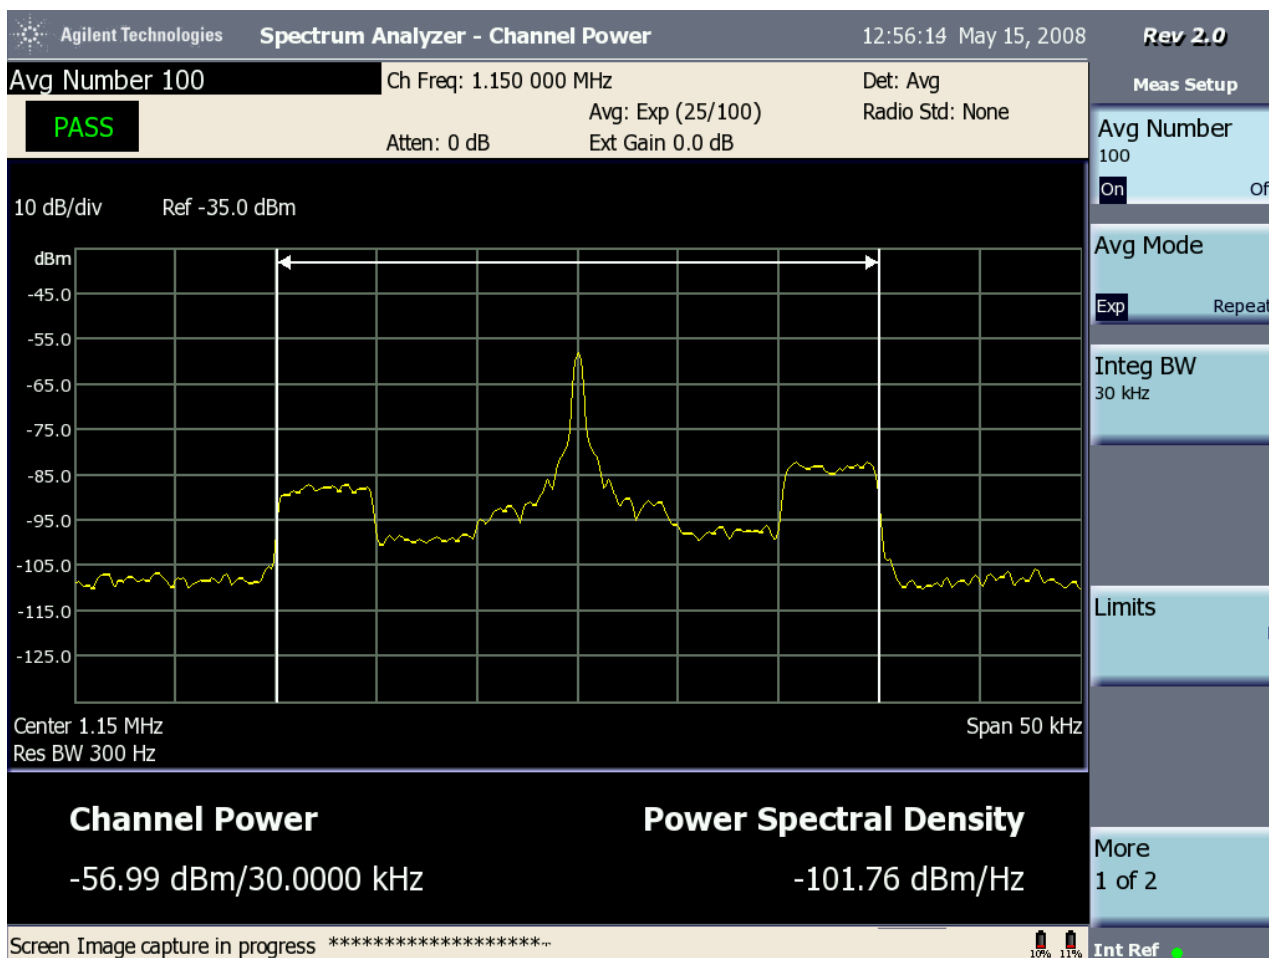 Agilent Technologies Spectrum Analyzer - Channel Power 12:56:14 May 15, 2008 Rev 2.0
Avg Number 100 Ch Freq: 1.150 000 MHz Det: Avg Meas Setup
PASS Avg: Exp (25/100) Radio Std: None
Atten: 0 dB Ext Gain 0.0 dB
Avg Number
100
On Of
10 dB/div Ref -35.0 dBm
Avg Mode
Exp Repeat
dBm
-45.0
-55.0
-65.0
-75.0
-85.0
-95.0
-105.0
-115.0
-125.0
Integ BW
30 kHz
Limits
Center 1.15 MHz Span 50 kHz
Res BW 300 Hz
Channel Power Power Spectral Density
-56.99 dBm/30.0000 kHz -101.76 dBm/Hz
More
1 of 2
Screen Image capture in progress *******************-- 10% 11% Int Ref